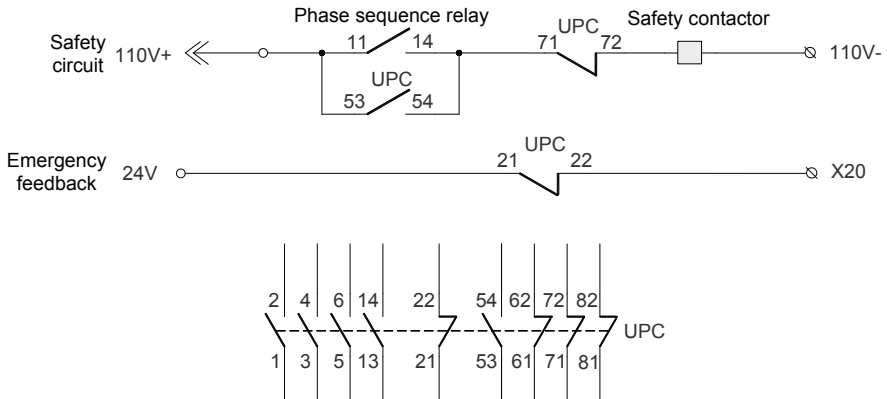 Phase sequence relay
Safety contactor
Safety circuit
110V+
11 14
71 UPC 72
110V-
UPC
53 54
Emergency feedback
24V
21 UPC 22
X20
2 4 6 14 22 54 62 72 82
UPC
1 3 5 13 21 53 61 71 81